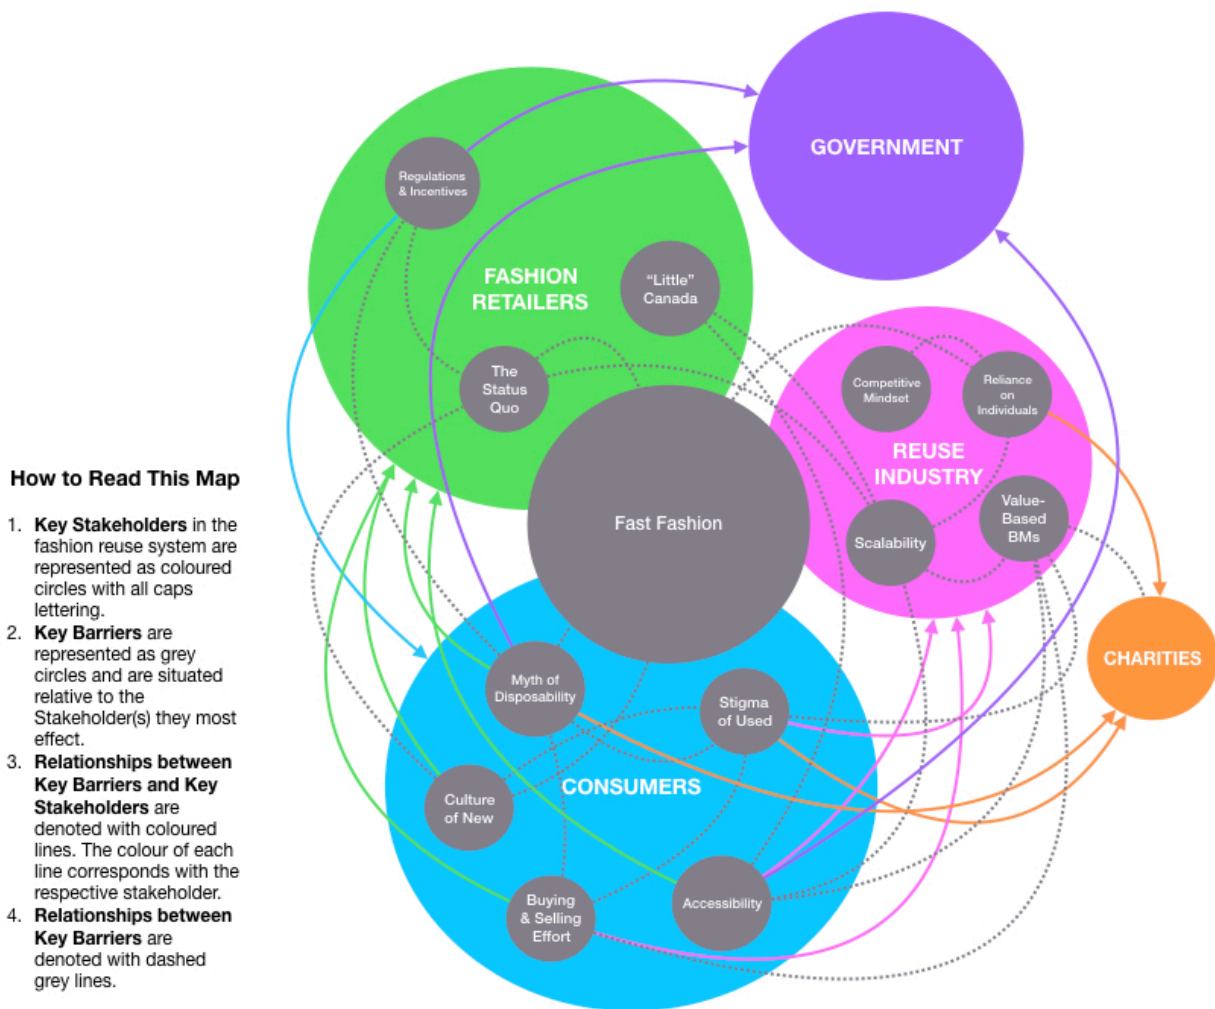 GOVERNMENT
Regulations
& Incentives
FASHION
RETAILERS
“Little”
Canada
The
Status
Quo
Competitive
Mindset
Reliance
on
Individuals
REUSE
INDUSTRY
Value-
Based
BMs
Scalability
Fast Fashion
How to Read This Map
1. Key Stakeholders in the
fashion reuse system are
represented as coloured
circles with all caps
lettering.
2. Key Barriers are
represented as grey
circles and are situated
relative to the
Stakeholder(s) they most
effect.
3. Relationships between
Key Barriers and Key
Stakeholders are
denoted with coloured
lines. The colour of each
line corresponds with the
respective stakeholder.
4. Relationships between
Key Barriers are
denoted with dashed
grey lines.
CHARITIES
Myth of
Disposability
Stigma
of Used
CONSUMERS
Culture
of New
Buying
& Selling
Effort
Accessibility